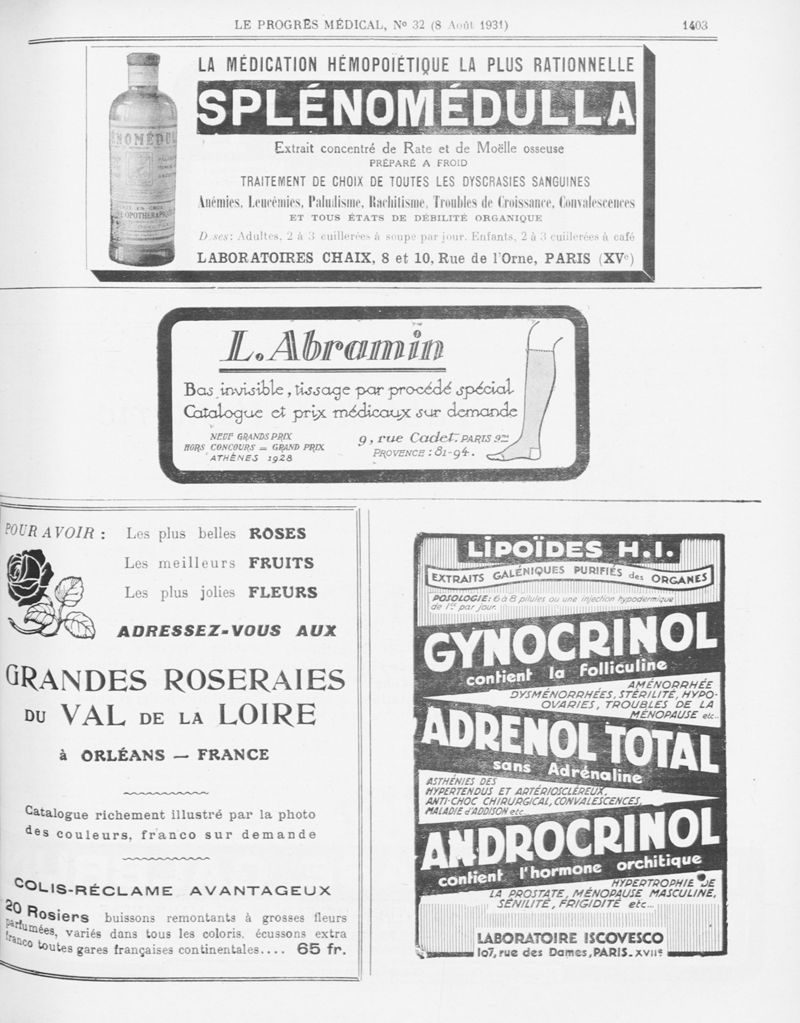 LE PROGRÈS MÉDICAL, No 32 (8 Août 1931)
1403
LA MÉDICATION HÉMOPOÏÉTIQUE LA PLUS RATIONNELLE
SPLÉNOMÉDULLA
Extrait concentré de Rate et de Moëlle osseuse
PRÉPARÉ A FROID
TRAITEMENT DE CHOIX DE TOUTES LES DYSCRASIES SANGUINES
Anémies, Leucémies, Paludisme, Rachitisme, Troubles de Croissance, Convalescences
ET TOUS ÉTATS DE DÉBILITÉ ORGANIQUE
D ses: Adultes, 2 à 3 cuillerées à soupe par jour. Enfants, 2 à 3 cuillerées à café
LABORATOIRES CHAIX, 8 et 10, Rue de l'Orne, PARIS (XVe)
L. Abramin
Bas invisible, tissage par procédé spécial
Catalogue et prix médicaux sur demande
NEUF GRANDS PRIX
HORS CONCOURS = GRAND PRIX
ATHÈNES 1928
9, rue Cadet. PARIS 9me
PROVENCE : 81-94.
POUR AVOIR : Les plus belles ROSES
Les meilleurs FRUITS
Les plus jolies FLEURS
ADRESSEZ-VOUS AUX
GRANDES ROSERAIES
DU VAL DE LA LOIRE
à ORLÉANS — FRANCE
Catalogue richement illustré par la photo
des couleurs, franco sur demande
COLIS-RÉCLAME AVANTAGEUX
20 Rosiers buissons remontants à grosses fleurs
parfumées, variés dans tous les coloris, écussons extra
franco toutes gares françaises continentales.... 65 fr.
LIPOÏDES H.I.
EXTRAITS GALÉNIQUES PURIFIÉS des ORGANES
POSOLOGIE: 6 à 8 pilules ou une injection hypodermique
de 1cc par jour.
GYNOCRINOL
contient la folliculine
AMÉNORRHÉE
DYSMÉNORRHÉES, STÉRILITÉ, HYPO-
OVARIES, TROUBLES DE LA
MÉNOPAUSE etc..
ADRENOL TOTAL
sans Adrénaline
ASTHÉNIES DES
HYPERTENDUS ET ARTÉRIOSCLÉREUX,
ANTI-CHOC CHIRURGICAL, CONVALESCENCES,
MALADIE d'ADDISON etc...
ANDROCRINOL
contient l'hormone orchitique
HYPERTROPHIE DE
LA PROSTATE, MÉNOPAUSE MASCULINE,
SÉNILITÉ, FRIGIDITÉ etc...
LABORATOIRE ISCOVESCO
107, rue des Dames, PARIS. XVIIe